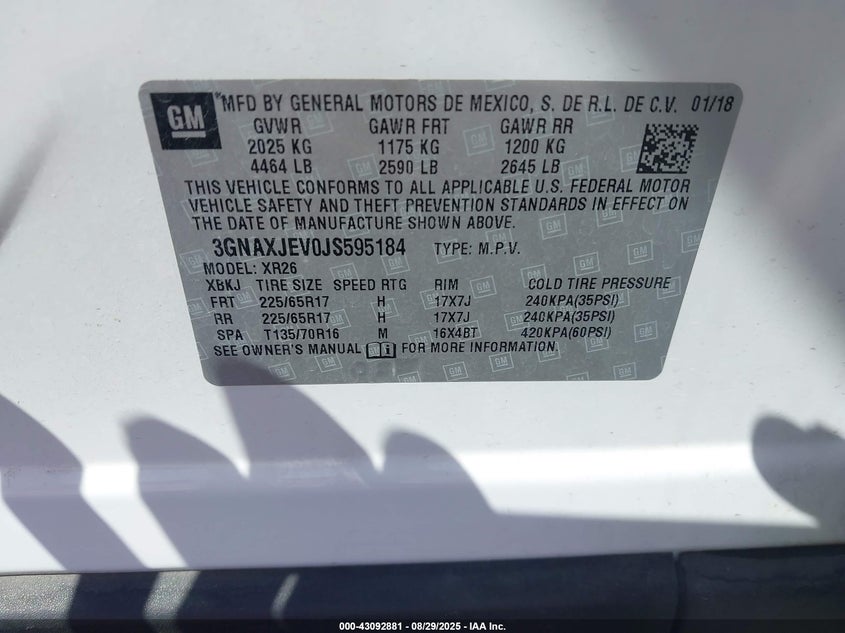 GM *MFD BY GENERAL MOTORS DE MEXICO, S. DE R.L. DE C.V. 01/18
GVWR GAWR FRT GAWR RR
2025 KG 1175 KG 1200 KG
4464 LB 2590 LB 2645 LB
THIS VEHICLE CONFORMS TO ALL APPLICABLE U.S. FEDERAL MOTOR
VEHICLE SAFETY AND THEFT PREVENTION STANDARDS IN EFFECT ON
THE DATE OF MANUFACTURE SHOWN ABOVE.
3GNAXJEV0JS595184 TYPE: M.P.V.
MODEL: XR26
XBKJ TIRE SIZE SPEED RTG RIM COLD TIRE PRESSURE
FRT 225/65R17 H 17X7J 240KPA(35PSI)
RR 225/65R17 H 17X7J 240KPA(35PSI)
SPA T135/70R16 M 16X4BT 420KPA(60PSI)
SEE OWNER'S MANUAL FOR MORE INFORMATION.
000-43092881 - 08/29/2025 - IAA Inc.